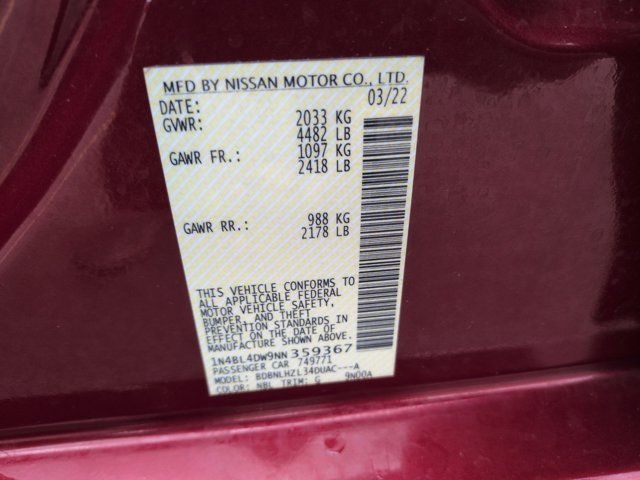 MFD BY NISSAN MOTOR CO., LTD.
DATE: 03/22
GVWR: 2033 KG
4482 LB
GAWR FR.: 1097 KG
2418 LB
GAWR RR.: 988 KG
2178 LB
THIS VEHICLE CONFORMS TO
ALL APPLICABLE FEDERAL
MOTOR VEHICLE SAFETY,
BUMPER, AND THEFT
PREVENTION STANDARDS IN
EFFECT ON THE DATE OF
MANUFACTURE SHOWN ABOVE.
1N4BL4DW9NN359367
PASSENGER CAR 749771
MODEL: BDBNLHZL34DUAC---A
COLOR: NBL TRIM: G 9N00A